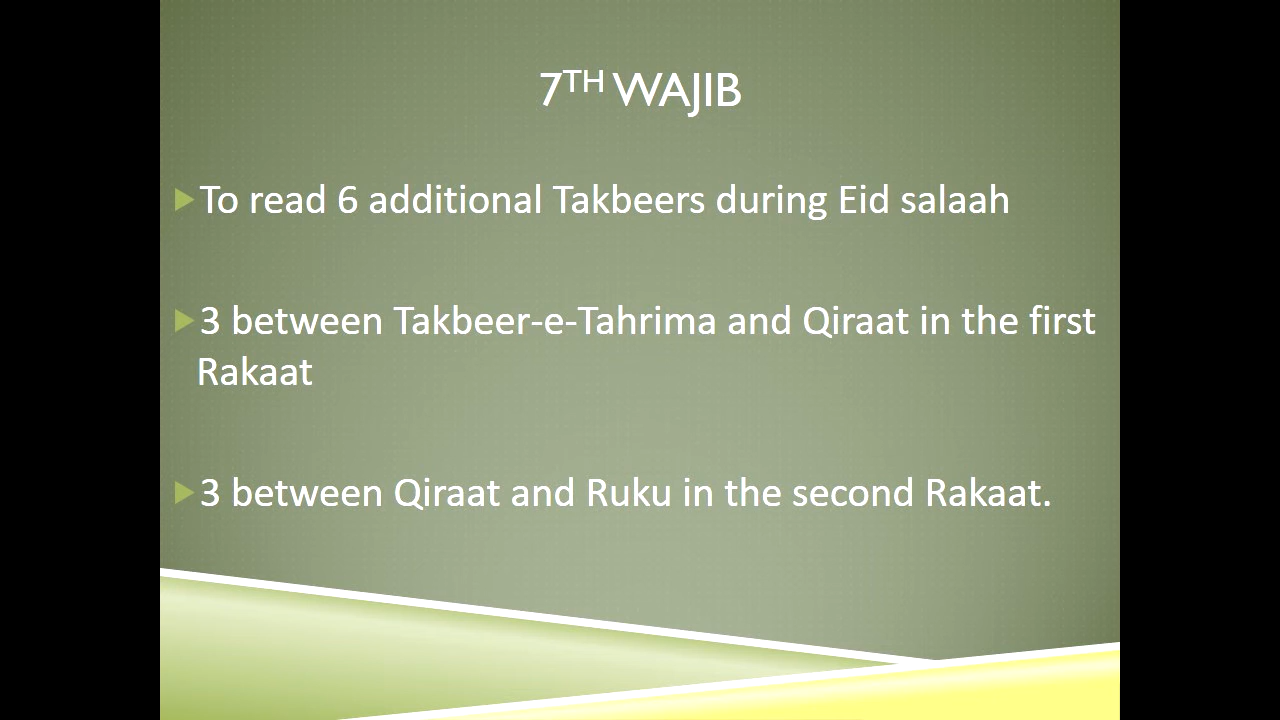 7TH WAJIB
To read 6 additional Takbeers during Eid salaah
3 between Takbeer-e-Tahrima and Qiraat in the first
Rakaat
3 between Qiraat and Ruku in the second Rakaat.